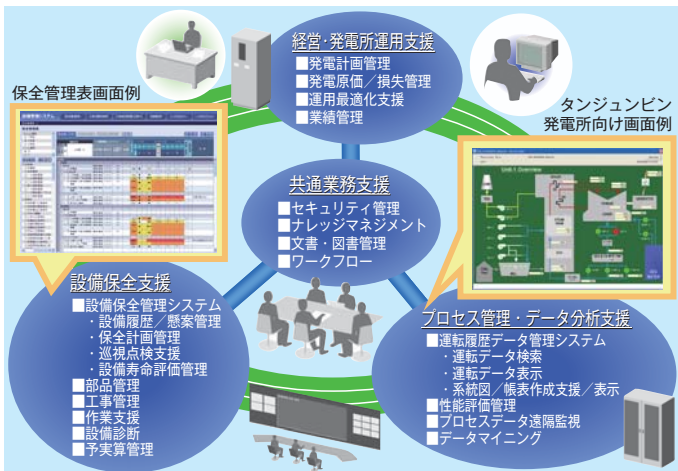 経営・発電所運用支援
■発電計画管理
■発電原価／損失管理
■運用最適化支援
■業績管理
保全管理表画面例
タンジュンビン
発電所向け画面例
Unit.1 Overview
共通業務支援
■セキュリティ管理
■ナレッジマネジメント
■文書・図書管理
■ワークフロー
設備保全支援
■設備保全管理システム
・設備履歴／懸案管理
・保全計画管理
・巡視点検支援
・設備寿命評価管理
■部品管理
■工事管理
■作業支援
■設備診断
■予実算管理
プロセス管理・データ分析支援
■運転履歴データ管理システム
・運転データ検索
・運転データ表示
・系統図／帳表作成支援／表示
■性能評価管理
■プロセスデータ遠隔監視
■データマイニング